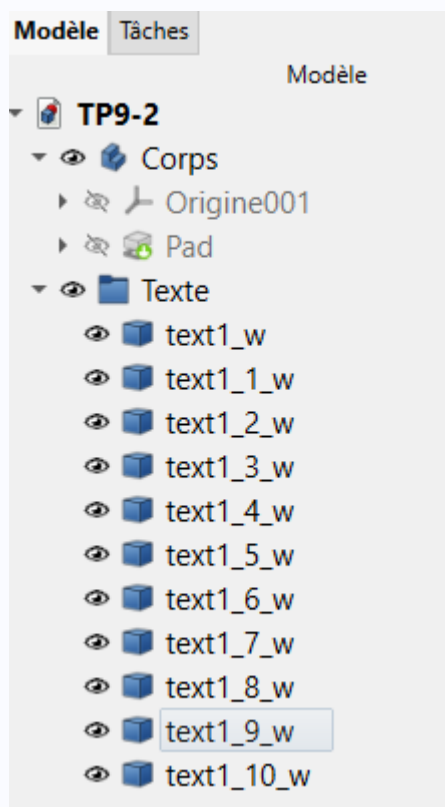 Modèle Tâches
Modèle
TP9-2
Corps
Origine001
Pad
Texte
text1_w
text1_1_w
text1_2_w
text1_3_w
text1_4_w
text1_5_w
text1_6_w
text1_7_w
text1_8_w
text1_9_w
text1_10_w